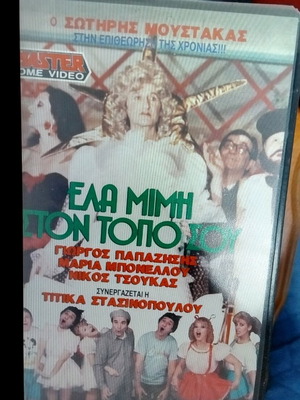 Ο ΣΩΤΗΡΗΣ ΜΟΥΣΤΑΚΑΣ
ΣΤΗΝ ΕΠΙΘΕΩΡΗΣΗ ΤΗΣ ΧΡΟΝΙΑΣ!!!
HOME VIDEO
ΕΛΑ ΜΙΜΗ
ΣΤΟΝ ΤΟΠΟ ΣΟΥ
ΓΙΩΡΓΟΣ ΠΑΠΑΖΗΣΗΣ
ΜΑΡΙΑ ΜΠΟΝΕΛΛΟΥ
ΝΙΚΟΣ ΤΣΟΥΚΑΣ
ΣΥΝΕΡΓΑΖΕΤΑΙ Η
ΤΙΤΙΚΑ ΣΤΑΣΙΝΟΠΟΥΛΟΥ